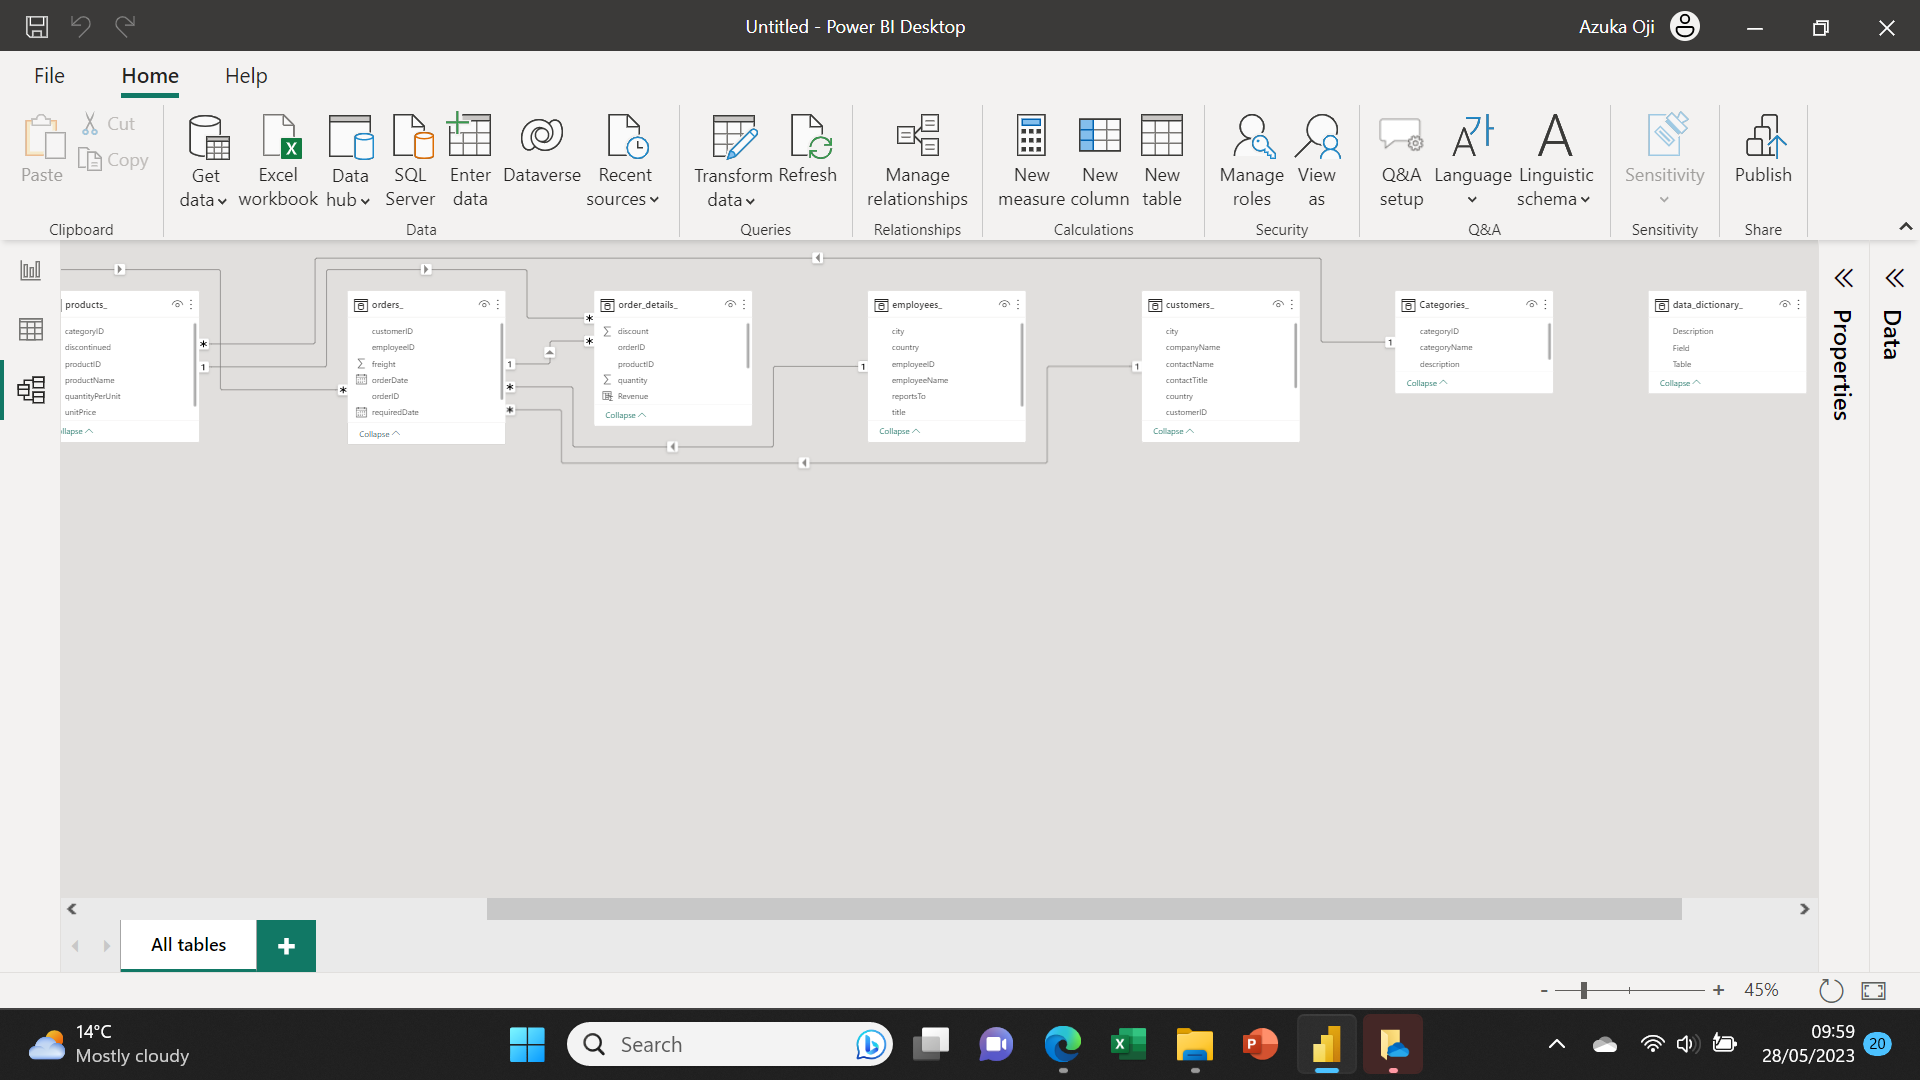 Untitled - Power BI Desktop
Azuka Oji
File
Home
Help
Paste
Cut
Copy
Clipboard
Get data
Excel workbook
Data hub
SQL Server
Enter data
Dataverse
Recent sources
Data
Transform data
Refresh
Queries
Manage relationships
Relationships
New measure
New column
New table
Calculations
Manage roles
View as
Security
Q&A setup
Language
Linguistic schema
Q&A
Sensitivity
Sensitivity
Publish
Share
products_
categoryID
discontinued
productID
productName
quantityPerUnit
unitPrice
llapse
*
1
orders_
customerID
employeeID
freight
orderDate
orderID
requiredDate
Collapse
*
1
*
*
order_details_
discount
orderID
productID
quantity
Revenue
Collapse
*
*
employees_
city
country
employeeID
employeeName
reportsTo
title
Collapse
1
customers_
city
companyName
contactName
contactTitle
country
customerID
Collapse
1
Categories_
categoryID
categoryName
description
Collapse
1
data_dictionary_
Description
Field
Table
Collapse
Properties
Data
All tables
+
- + 45%
14°C
Mostly cloudy
Search
09:59
28/05/2023
20